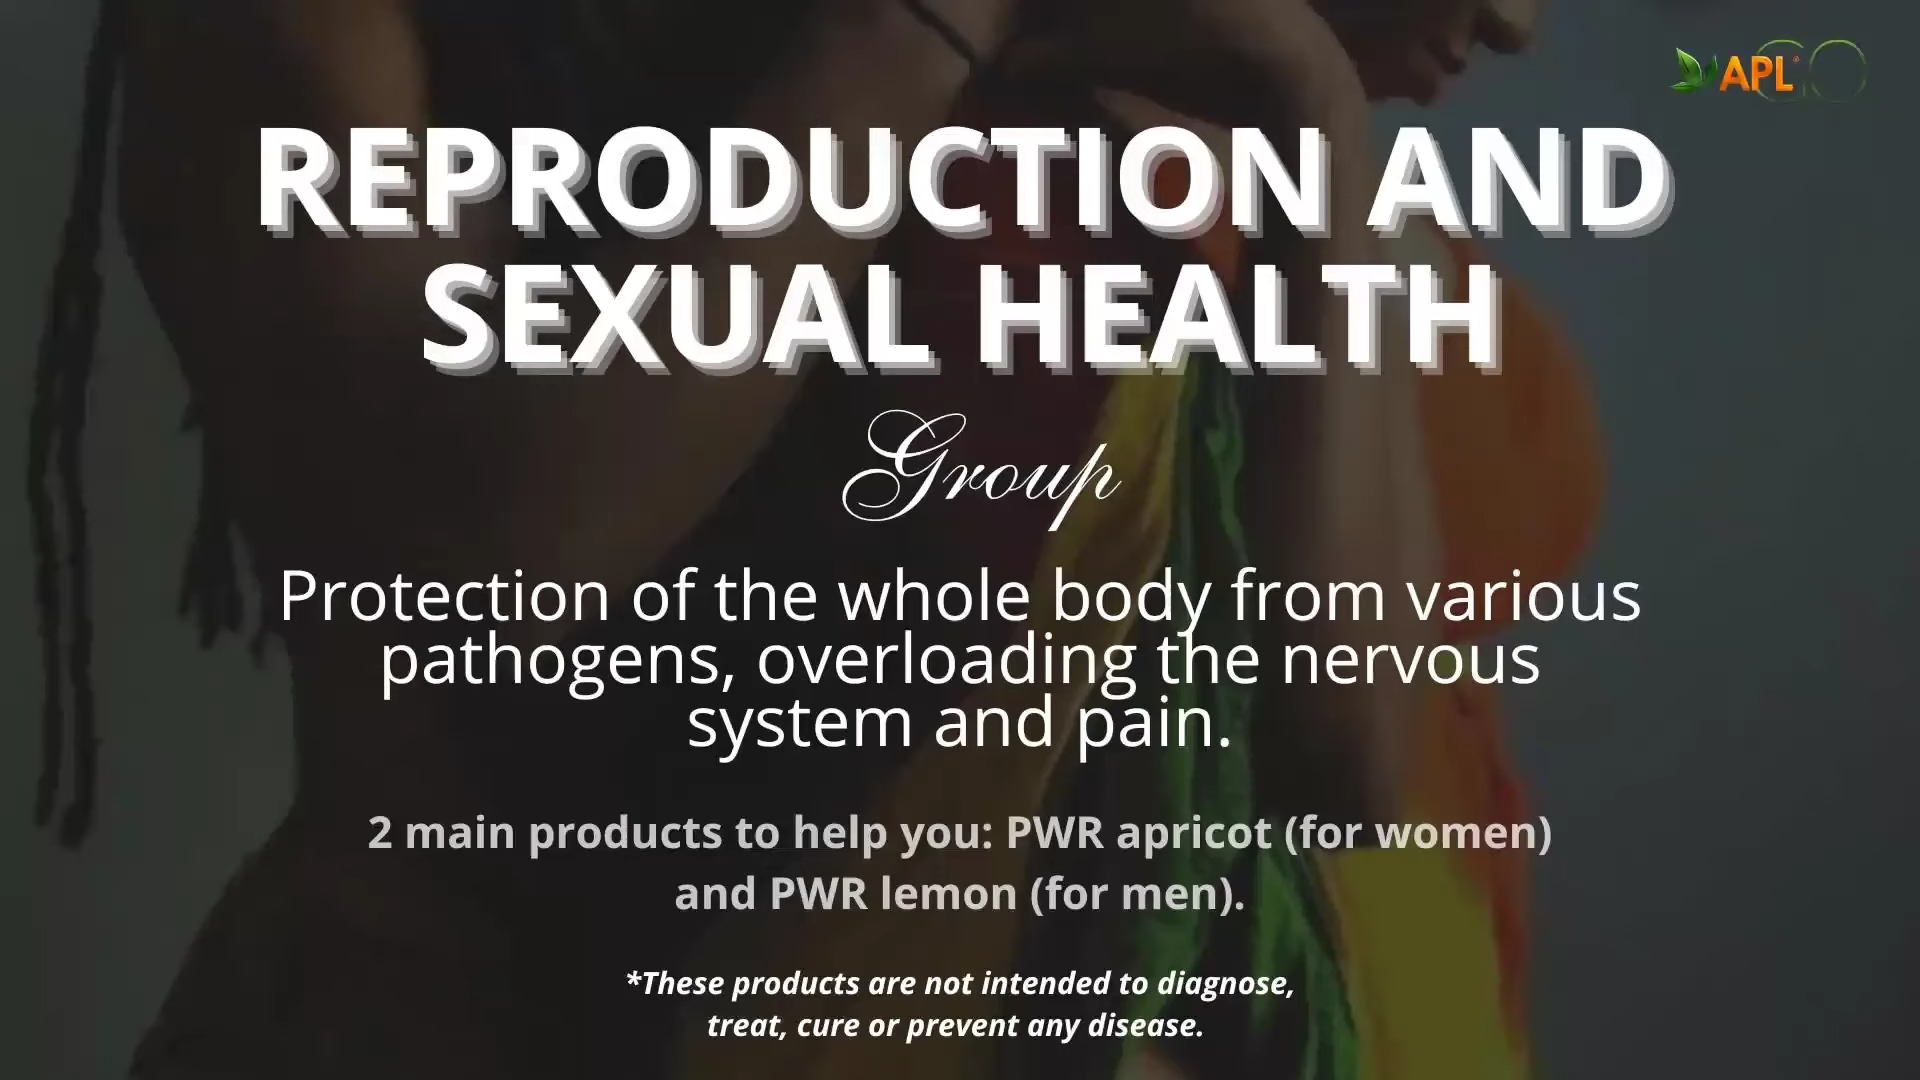 APL GO
REPRODUCTION AND
SEXUAL HEALTH
Group
Protection of the whole body from various
pathogens, overloading the nervous
system and pain.
2 main products to help you: PWR apricot (for women)
and PWR lemon (for men).
*These products are not intended to diagnose,
treat, cure or prevent any disease.